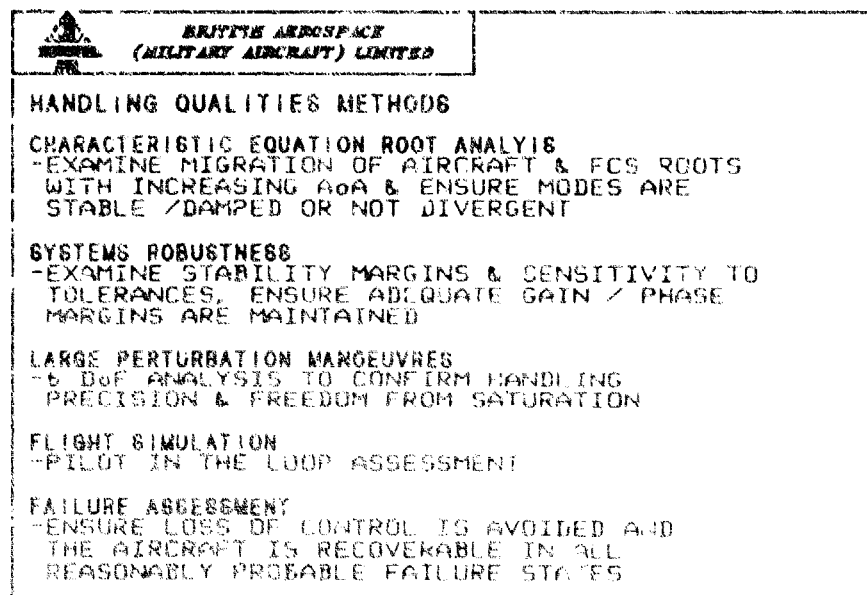 BRITISH AEROSPACE
(MILITARY AIRCRAFT) LIMITED
HANDLING QUALITIES METHODS
CHARACTERISTIC EQUATION ROOT ANALYIS
-EXAMINE MIGRATION OF AIRCRAFT & FCS ROOTS
WITH INCREASING AoA & ENSURE MODES ARE
STABLE /DAMPED OR NOT DIVERGENT
SYSTEMS ROBUSTNESS
-EXAMINE STABILITY MARGINS & SENSITIVITY TO
TOLERANCES, ENSURE ADEQUATE GAIN / PHASE
MARGINS ARE MAINTAINED
LARGE PERTURBATION MANOEUVRES
-6 DoF ANALYSIS TO CONFIRM HANDLING
PRECISION & FREEDOM FROM SATURATION
FLIGHT SIMULATION
-PILOT IN THE LOOP ASSESSMENT
FAILURE ASSESSMENT
-ENSURE LOSS OF CONTROL IS AVOIDED AND
THE AIRCRAFT IS RECOVERABLE IN ALL
REASONABLY PROBABLE FAILURE STATES